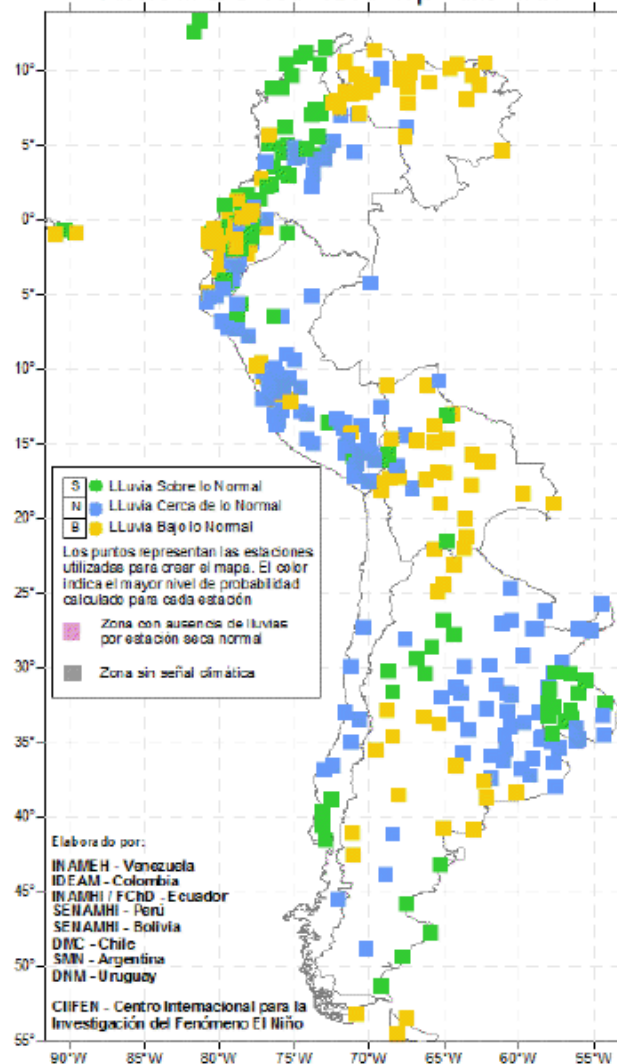 10°
5°
0°
5°
10°
15°
20°
25°
30°
35°
40°
45°
50°
55°
S LLuvia Sobre lo Normal
N LLuvia Cerca de lo Normal
B LLuvia Bajo lo Normal
Los puntos representan las estaciones
utilizadas para crear el mapa. El color
indica el mayor nivel de probabilidad
calculado para cada estación
Zona con ausencia de lluvias
por estación seca normal
Zona sin señal climática
Elaborado por:
INAMEH - Venezuela
IDEAM - Colombia
INAMHI / FChD - Ecuador
SENAMHI - Perú
SENAMHI - Bolivia
DMC - Chile
SMN - Argentina
DNM - Uruguay
CIIFEN - Centro Internacional para la
Investigación del Fenómeno El Niño
90°W 85°W 80°W 75°W 70°W 65°W 60°W 55°W